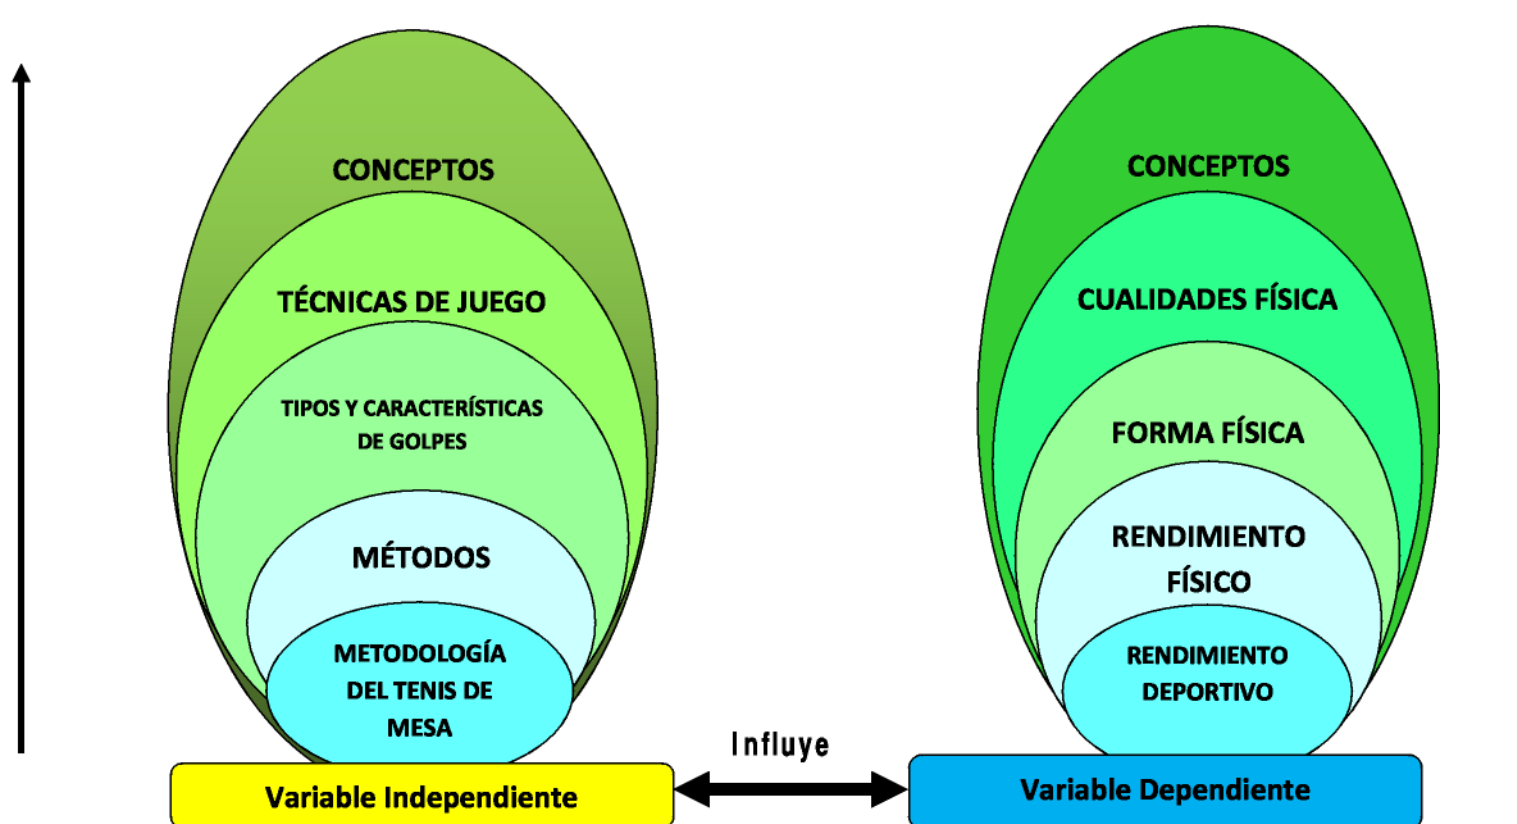 CONCEPTOS
TÉCNICAS DE JUEGO
TIPOS Y CARACTERÍSTICAS
DE GOLPES
MÉTODOS
METODOLOGÍA
DEL TENIS DE
MESA
Variable Independiente
Influye
CONCEPTOS
CUALIDADES FÍSICA
FORMA FÍSICA
RENDIMIENTO
FÍSICO
RENDIMIENTO
DEPORTIVO
Variable Dependiente